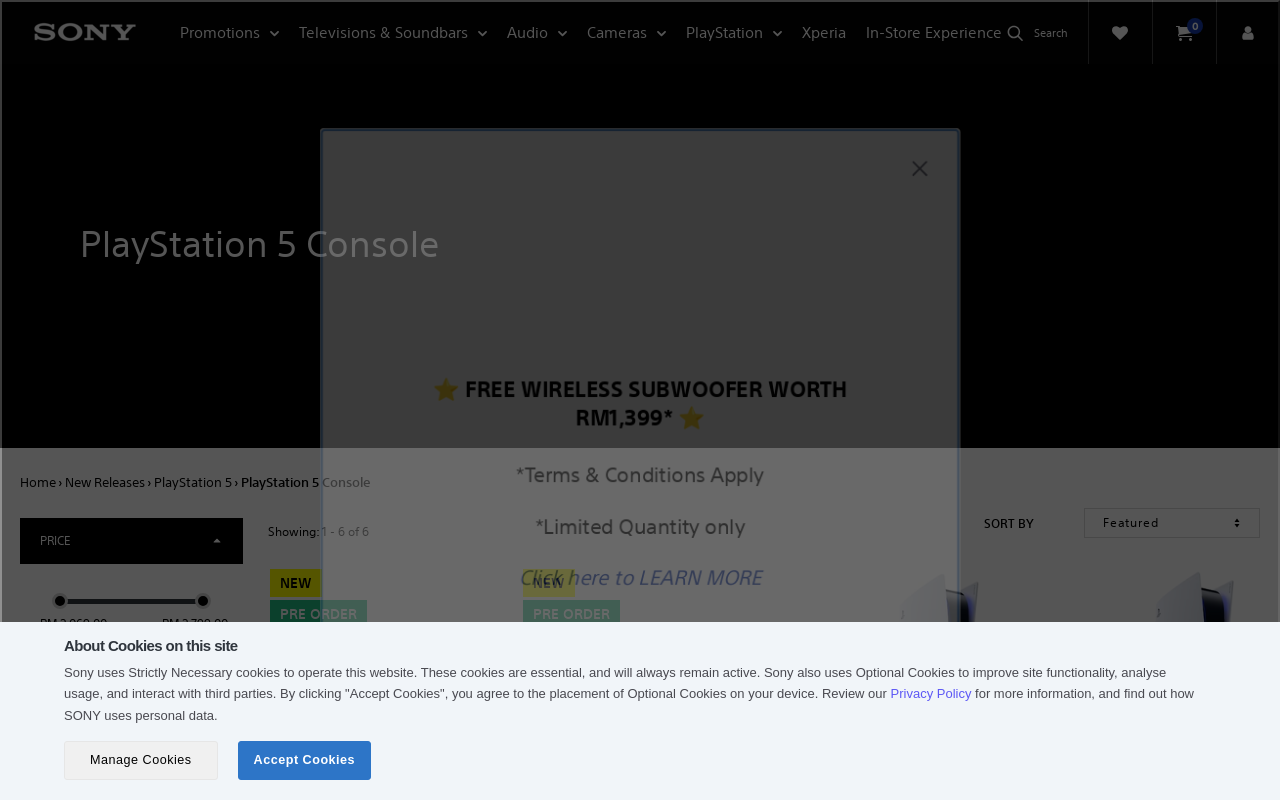 SONY
Promotions Televisions & Soundbars Audio Cameras PlayStation Xperia In-Store Experience Search 0
PlayStation 5 Console
⭐ FREE WIRELESS SUBWOOFER WORTH
RM1,399* ⭐
*Terms & Conditions Apply
*Limited Quantity only
Click here to LEARN MORE
Home › New Releases › PlayStation 5 › PlayStation 5 Console
PRICE
Showing: 1 - 6 of 6
SORT BY
Featured
NEW
PRE ORDER
NEW
PRE ORDER
About Cookies on this site
Sony uses Strictly Necessary cookies to operate this website. These cookies are essential, and will always remain active. Sony also uses Optional Cookies to improve site functionality, analyse
usage, and interact with third parties. By clicking "Accept Cookies", you agree to the placement of Optional Cookies on your device. Review our Privacy Policy for more information, and find out how
SONY uses personal data.
Manage Cookies
Accept Cookies